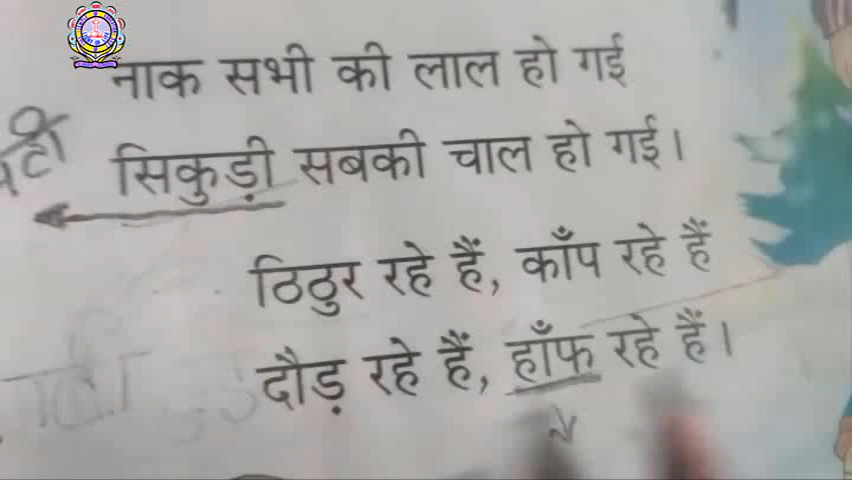 नाक सभी की लाल हो गई
सिकुड़ी सबकी चाल हो गई।
ठिठुर रहे हैं, काँप रहे हैं
दौड़ रहे हैं, हाँफ रहे हैं।